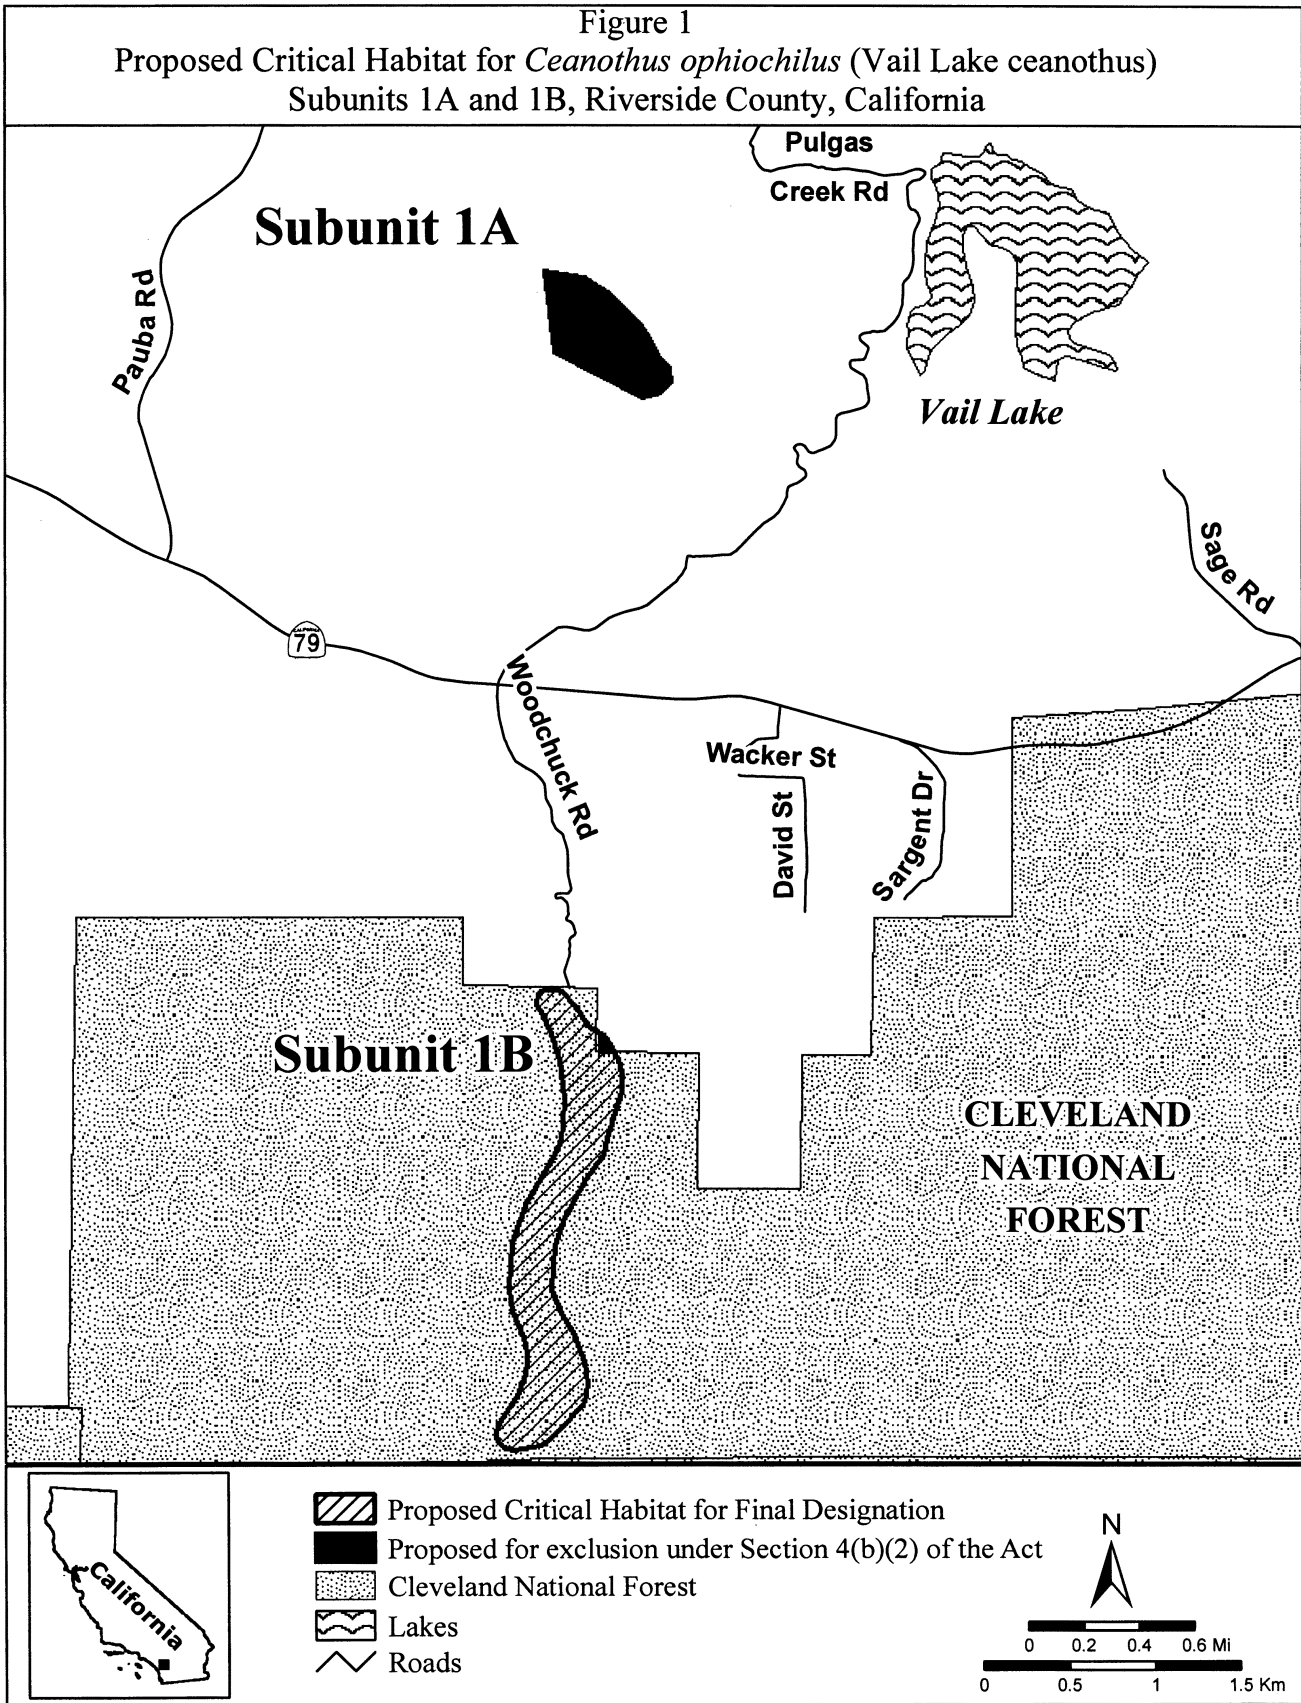 Figure 1
Proposed Critical Habitat for Ceanothus ophiochilus (Vail Lake ceanothus)
Subunits 1A and 1B, Riverside County, California
Pulgas
Creek Rd
Subunit 1A
Pauba Rd
Vail Lake
Sage Rd
79
Woodchuck Rd
Wacker St
David St
Sargent Dr
Subunit 1B
CLEVELAND
NATIONAL
FOREST
California
Proposed Critical Habitat for Final Designation
Proposed for exclusion under Section 4(b)(2) of the Act
Cleveland National Forest
Lakes
Roads
N
0 0.2 0.4 0.6 Mi
0 0.5 1 1.5 Km